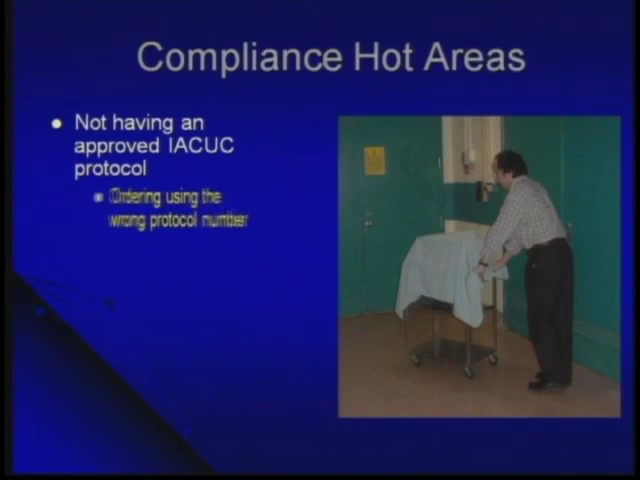 Compliance Hot Areas
Not having an
approved IACUC
protocol
Ordering using the
wrong protocol number